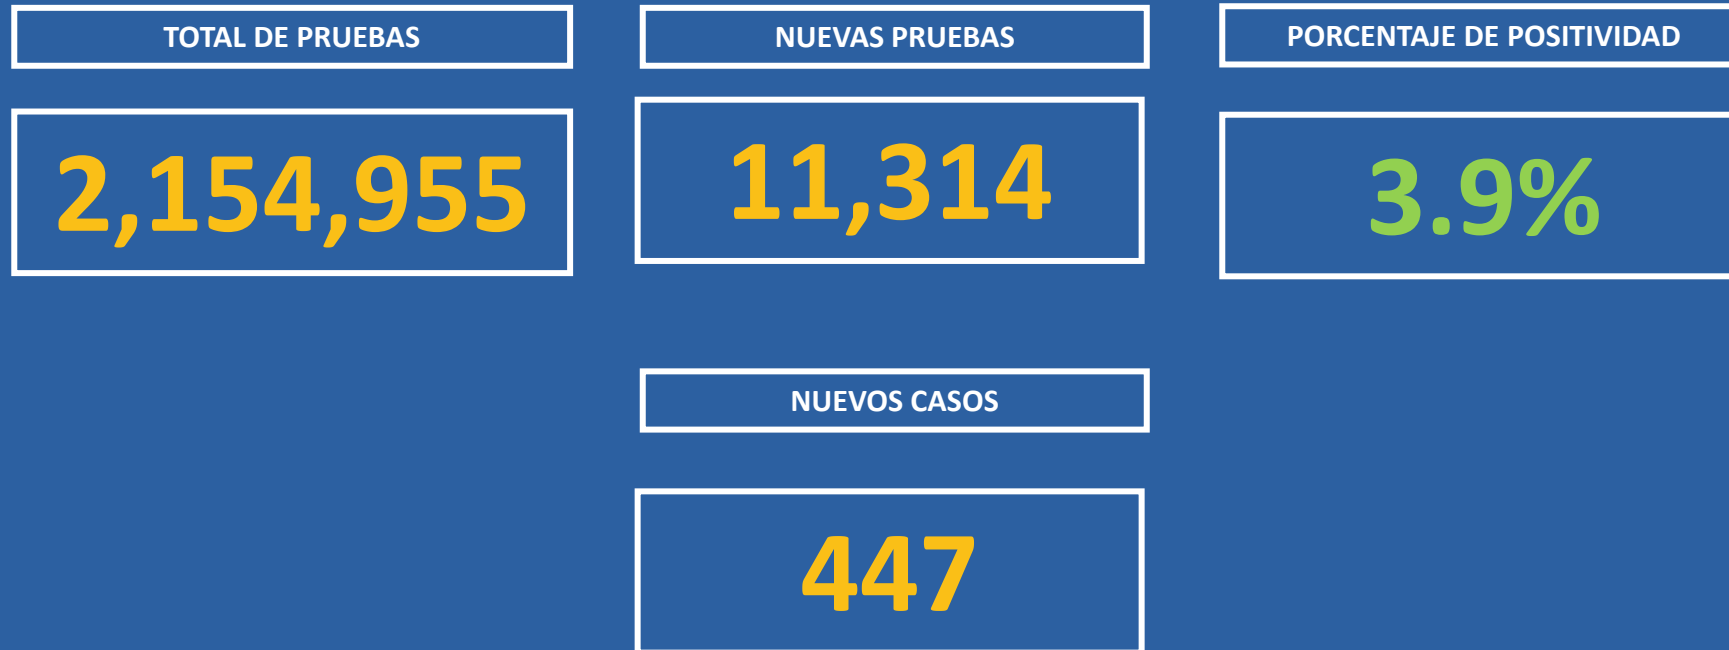 TOTAL DE PRUEBAS
2,154,955
NUEVAS PRUEBAS
11,314
PORCENTAJE DE POSITIVIDAD
3.9%
NUEVOS CASOS
447